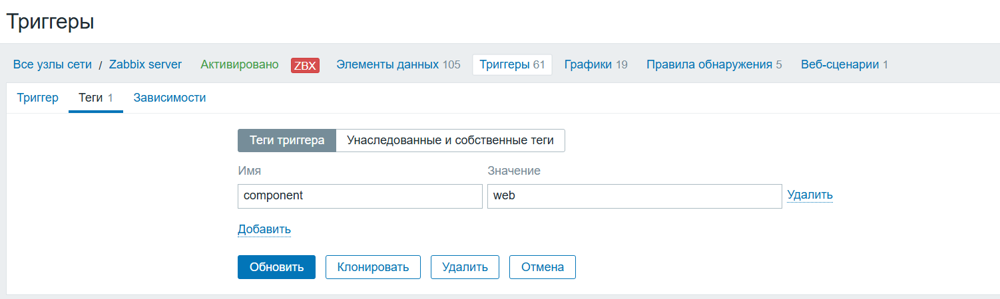 Триггеры
Все узлы сети / Zabbix server Активировано ZBX Элементы данных 105 Триггеры 61 Графики 19 Правила обнаружения 5 Веб-сценарии 1
Триггер Теги 1 Зависимости
Теги триггера Унаследованные и собственные теги
Имя Значение
component web Удалить
Добавить
Обновить Клонировать Удалить Отмена